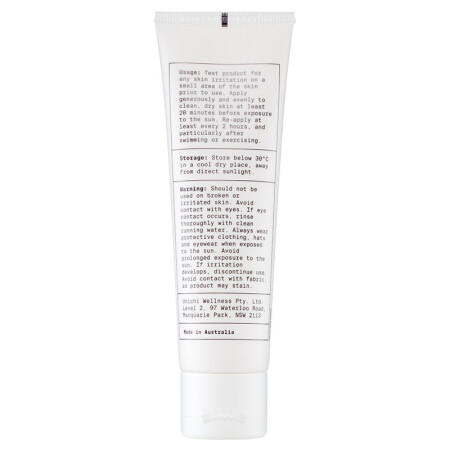 Usage: Test product for
any skin irritation on a
small area of the skin
prior to use. Apply
generously and evenly to
clean, dry skin at least
20 minutes before exposure
to the sun. Re-apply at
least every 2 hours, and
particularly after
swimming or exercising.
Storage: Store below 30°C
in a cool dry place, away
from direct sunlight.
Warning: Should not be
used on broken or
irritated skin. Avoid
contact with eyes. If eye
contact occurs, rinse
thoroughly with clean
running water. Always wear
protective clothing, hats
and eyewear when exposed
to the sun. Avoid
prolonged exposure to the
sun. If irritation
develops, discontinue use.
Avoid contact with fabric,
as product may stain.
Unichi Wellness Pty. Ltd.
Level 2, 97 Waterloo Road,
Macquarie Park, NSW 2113
Made in Australia